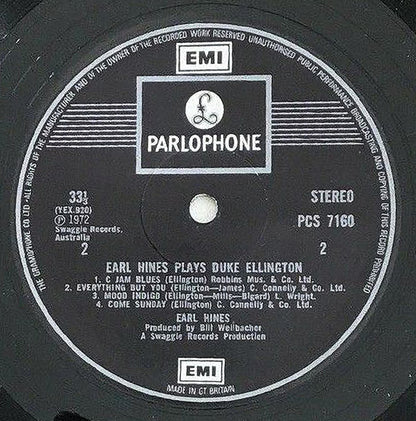 THE GRAMOPHONE CO LTD · ALL RIGHTS OF THE MANUFACTURER AND OF THE OWNER OF THE RECORDED WORK RESERVED UNAUTHORISED PUBLIC PERFORMANCE BROADCASTING AND COPYING OF THIS RECORD PROHIBITED
EMI
£
PARLOPHONE
33⅓
(YEX.920)
Ⓟ 1972
Swaggie Records,
Australia
2
STEREO
PCS 7160
2
EARL HINES PLAYS DUKE ELLINGTON
1. C JAM BLUES (Ellington) Robbins Mus. & Co. Ltd.
2. EVERYTHING BUT YOU (Ellington—James) C. Connelly & Co. Ltd.
3. MOOD INDIGO (Ellington—Mills—Bigard) L. Wright.
4. COME SUNDAY (Ellington) C. Connelly & Co. Ltd.
EARL HINES
Produced by Bill Weilbacher
A Swaggie Records Production
EMI
MADE IN GT BRITAIN